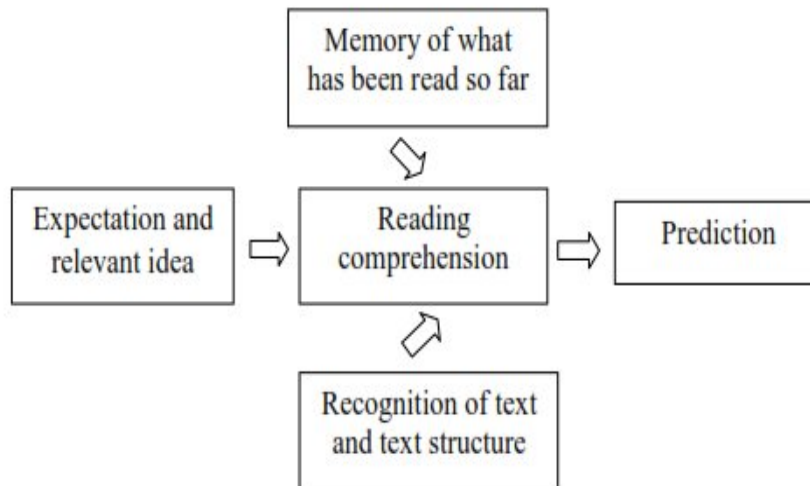 Memory of what
has been read so far
Expectation and
relevant idea
Reading
comprehension
Prediction
Recognition of text
and text structure